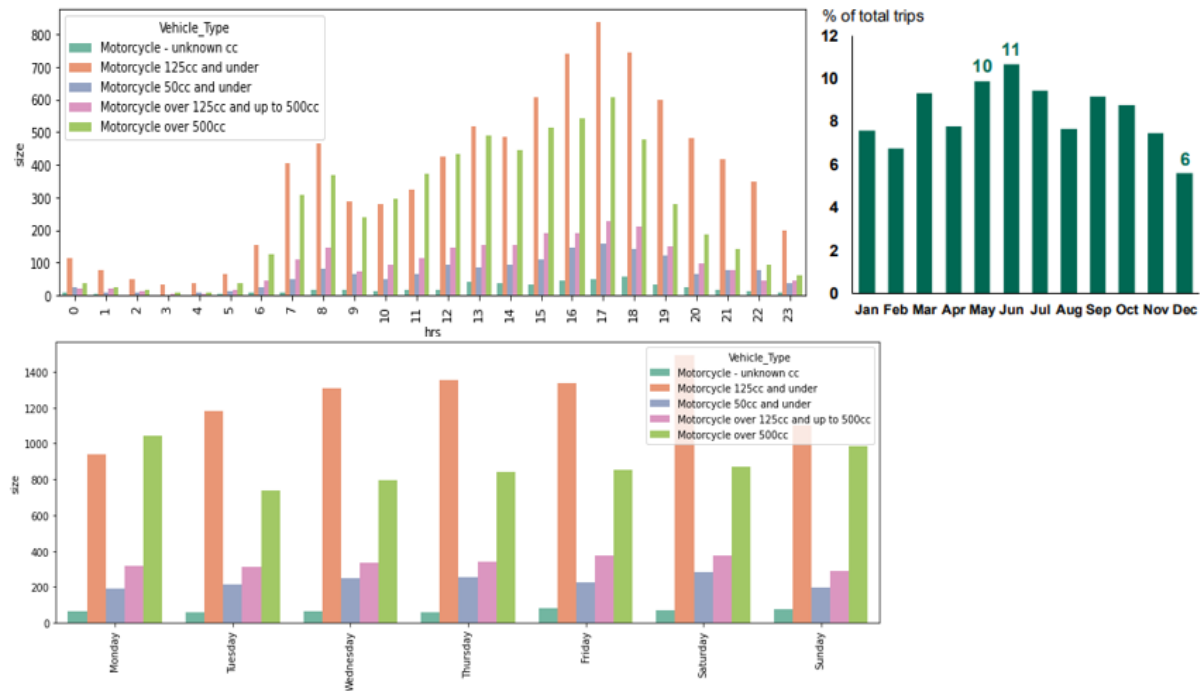 Vehicle_Type
Motorcycle - unknown cc
Motorcycle 125cc and under
Motorcycle 50cc and under
Motorcycle over 125cc and up to 500cc
Motorcycle over 500cc
800
700
600
500
400
300
200
100
0
size
0 1 2 3 4 5 6 7 8 9 10 11 12 13 14 15 16 17 18 19 20 21 22 23
hrs
% of total trips
12
10
8
6
4
2
0
10
11
6
Jan Feb Mar Apr May Jun Jul Aug Sep Oct Nov Dec
Vehicle_Type
Motorcycle - unknown cc
Motorcycle 125cc and under
Motorcycle 50cc and under
Motorcycle over 125cc and up to 500cc
Motorcycle over 500cc
1400
1200
1000
800
600
400
200
0
size
Monday Tuesday Wednesday Thursday Friday Saturday Sunday